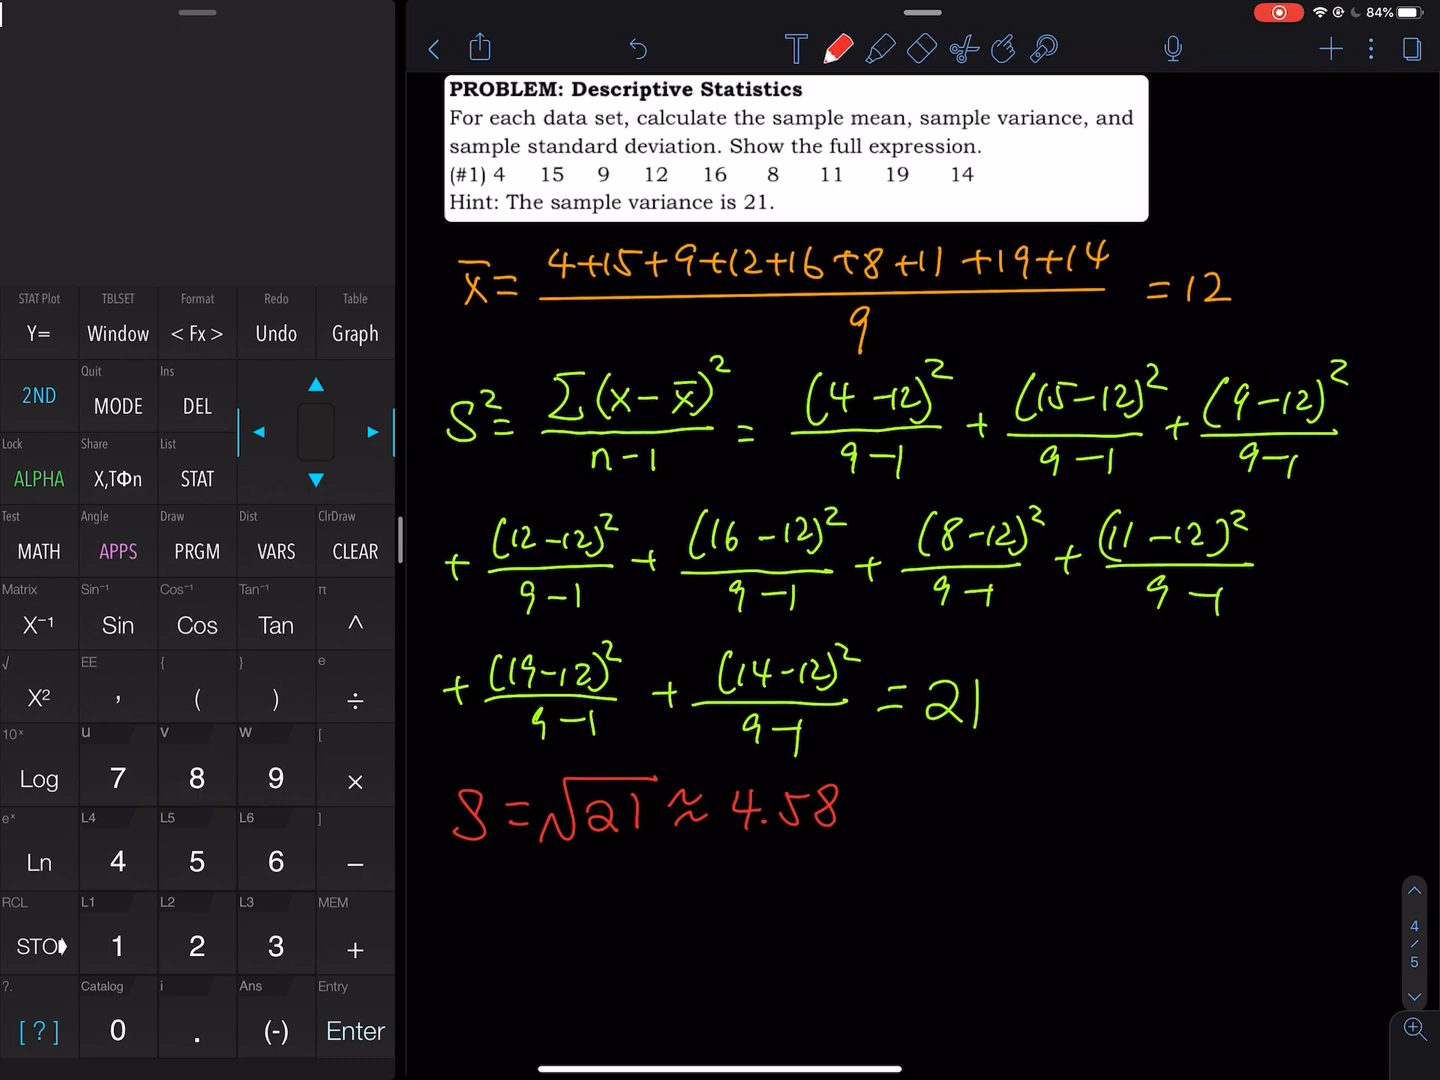 84%
PROBLEM: Descriptive Statistics
For each data set, calculate the sample mean, sample variance, and
sample standard deviation. Show the full expression.
(#1) 4 15 9 12 16 8 11 19 14
Hint: The sample variance is 21.
x̄ = (4+15+9+12+16+8+11+19+14)/9 = 12
S² = ∑(x−x̄)²/(n−1) = (4−12)²/(9−1) + (15−12)²/(9−1) + (9−12)²/(9−1)
+ (12−12)²/(9−1) + (16−12)²/(9−1) + (8−12)²/(9−1) + (11−12)²/(9−1)
+ (19−12)²/(9−1) + (14−12)²/(9−1) = 21
S = √21 ≈ 4.58
4
/
5
STAT Plot TBLSET Format Redo Table
Y= Window < Fx > Undo Graph
Quit Ins
2ND MODE DEL
Lock Share List
ALPHA X,TΦn STAT
Test Angle Draw Dist ClrDraw
MATH APPS PRGM VARS CLEAR
Matrix Sin⁻¹ Cos⁻¹ Tan⁻¹ π
X⁻¹ Sin Cos Tan ^
√ EE { } e
X² , ( ) ÷
10ˣ u v w [
Log 7 8 9 ×
eˣ L4 L5 L6 ]
Ln 4 5 6 −
RCL L1 L2 L3 MEM
STO 1 2 3 +
?. Catalog i Ans Entry
[ ? ] 0 . (-) Enter